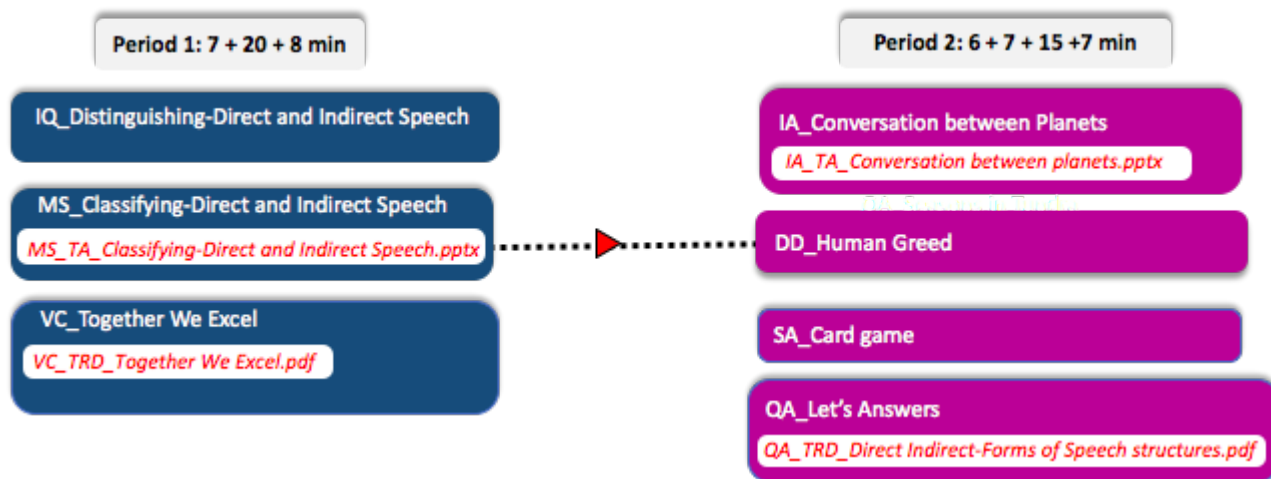 Period 1: 7 + 20 + 8 min
IQ_Distinguishing-Direct and Indirect Speech
MS_Classifying-Direct and Indirect Speech
MS_TA_Classifying-Direct and Indirect Speech.pptx
VC_Together We Excel
VC_TRD_Together We Excel.pdf
Period 2: 6 + 7 + 15 +7 min
IA_Conversation between Planets
IA_TA_Conversation between planets.pptx
DD_Human Greed
SA_Card game
QA_Let's Answers
QA_TRD_Direct Indirect-Forms of Speech structures.pdf